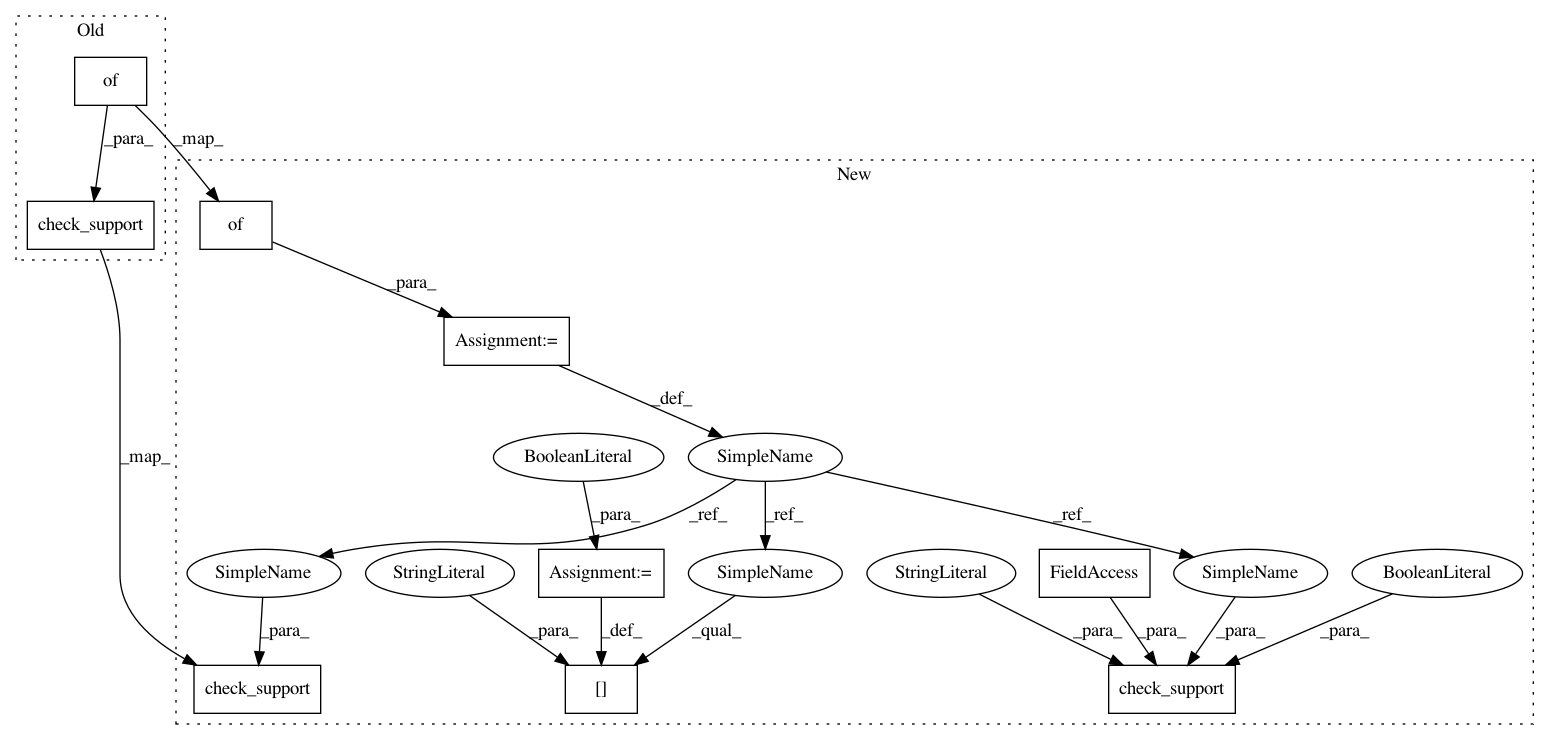 Old
of
_para_
_map_
New
check_support
of
_para_
Assignment:=
_def_
BooleanLiteral
SimpleName
_map_
_para_
_ref_
_ref_
_ref_
SimpleName
StringLiteral
Assignment:=
SimpleName
StringLiteral
FieldAccess
SimpleName
BooleanLiteral
_para_
_para_
_def_
_qual_
_para_
_para_
_para_
_para_
check_support
[]
check_support